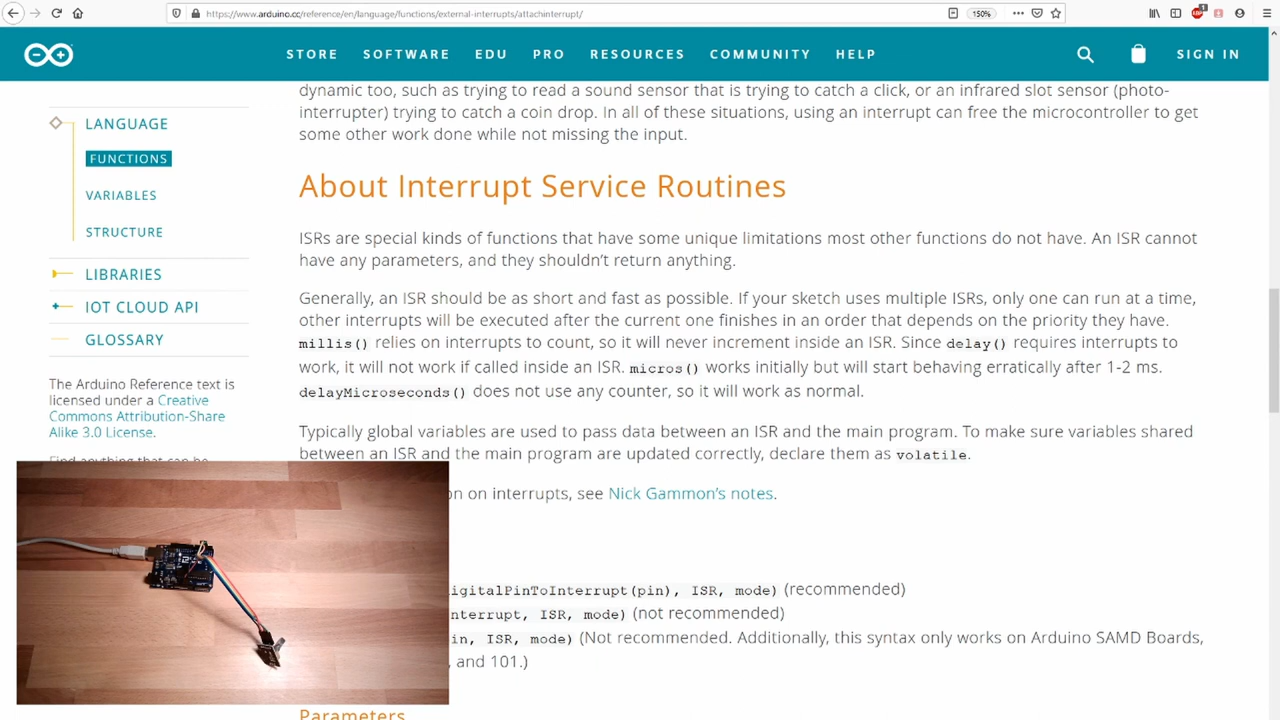 https://www.arduino.cc/reference/en/language/functions/external-interrupts/attachinterrupt/
150%
STORE SOFTWARE EDU PRO RESOURCES COMMUNITY HELP
SIGN IN
LANGUAGE
FUNCTIONS
VARIABLES
STRUCTURE
LIBRARIES
IOT CLOUD API
GLOSSARY
The Arduino Reference text is
licensed under a Creative
Commons Attribution-Share
Alike 3.0 License.
Find anything that can be
dynamic too, such as trying to read a sound sensor that is trying to catch a click, or an infrared slot sensor (photo-
interrupter) trying to catch a coin drop. In all of these situations, using an interrupt can free the microcontroller to get
some other work done while not missing the input.
About Interrupt Service Routines
ISRs are special kinds of functions that have some unique limitations most other functions do not have. An ISR cannot
have any parameters, and they shouldn't return anything.
Generally, an ISR should be as short and fast as possible. If your sketch uses multiple ISRs, only one can run at a time,
other interrupts will be executed after the current one finishes in an order that depends on the priority they have.
millis() relies on interrupts to count, so it will never increment inside an ISR. Since delay() requires interrupts to
work, it will not work if called inside an ISR. micros() works initially but will start behaving erratically after 1-2 ms.
delayMicroseconds() does not use any counter, so it will work as normal.
Typically global variables are used to pass data between an ISR and the main program. To make sure variables shared
between an ISR and the main program are updated correctly, declare them as volatile.
on on interrupts, see Nick Gammon's notes.
igitalPinToInterrupt(pin), ISR, mode) (recommended)
nterrupt, ISR, mode) (not recommended)
in, ISR, mode) (Not recommended. Additionally, this syntax only works on Arduino SAMD Boards,
, and 101.)
Parameters